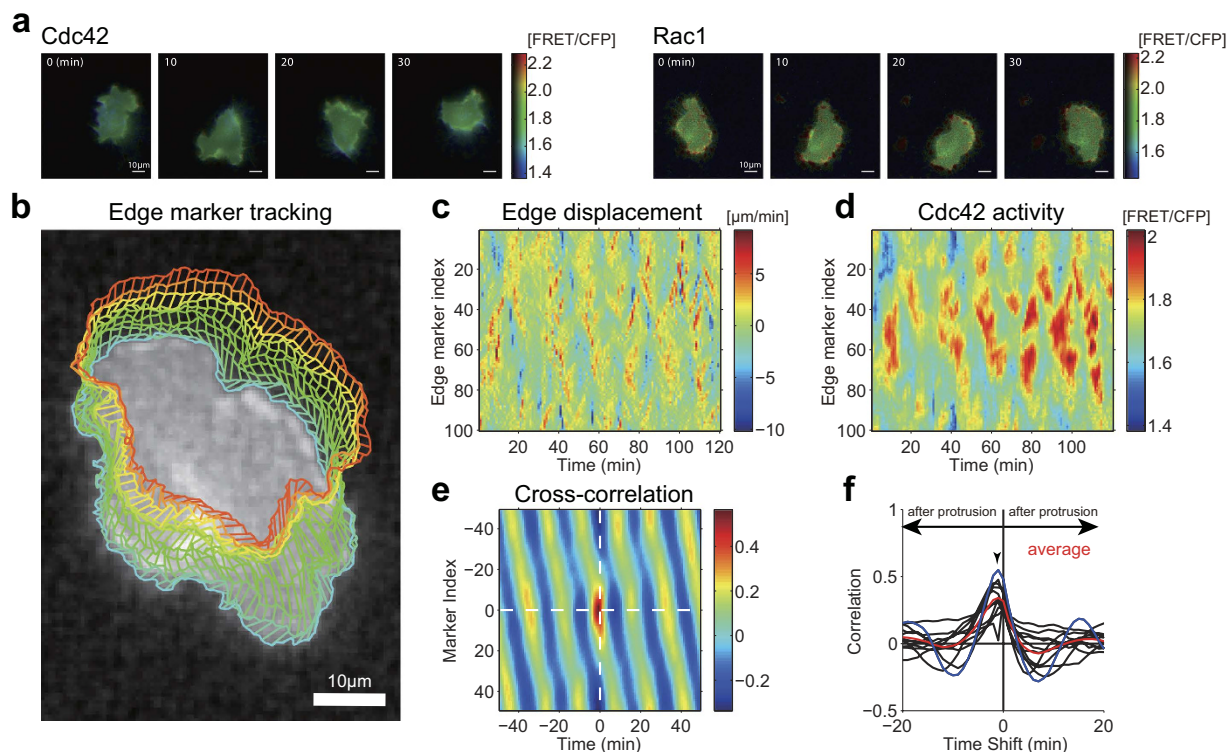 a
Cdc42
[FRET/CFP]
0 (min)
10
20
30
10μm
2.2
2.0
1.8
1.6
1.4
Rac1
[FRET/CFP]
0 (min)
10
20
30
10μm
2.2
2.0
1.8
1.6
b
Edge marker tracking
10μm
c
Edge displacement
[μm/min]
Edge marker index
20
40
60
80
100
20
40
60
80
100
120
Time (min)
5
0
−5
−10
d
Cdc42 activity
[FRET/CFP]
Edge marker index
20
40
60
80
100
20
40
60
80
100
Time (min)
2
1.8
1.6
1.4
e
Cross-correlation
Marker Index
−40
−20
0
20
40
−40
−20
0
20
40
Time (min)
0.4
0.2
0
−0.2
f
after protrusion
after protrusion
average
Correlation
1
0.5
0
−0.5
−20
0
20
Time Shift (min)